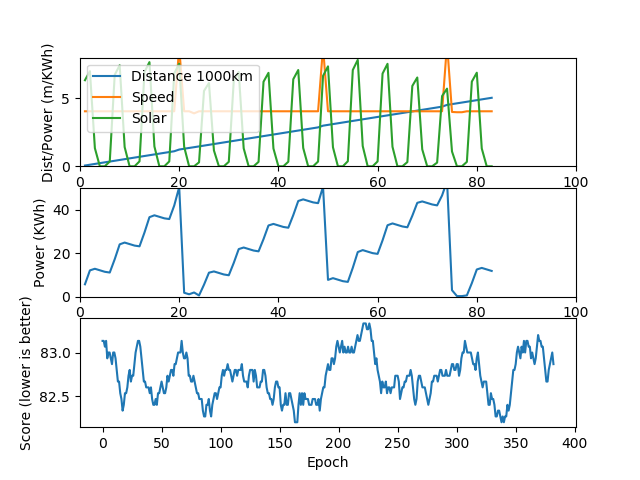 Dist/Power (m/KWh)
5
0
Distance 1000km
Speed
Solar
0 20 40 60 80 100
Power (KWh)
40
20
0
0 20 40 60 80 100
Score (lower is better)
83.0
82.5
0 50 100 150 200 250 300 350 400
Epoch